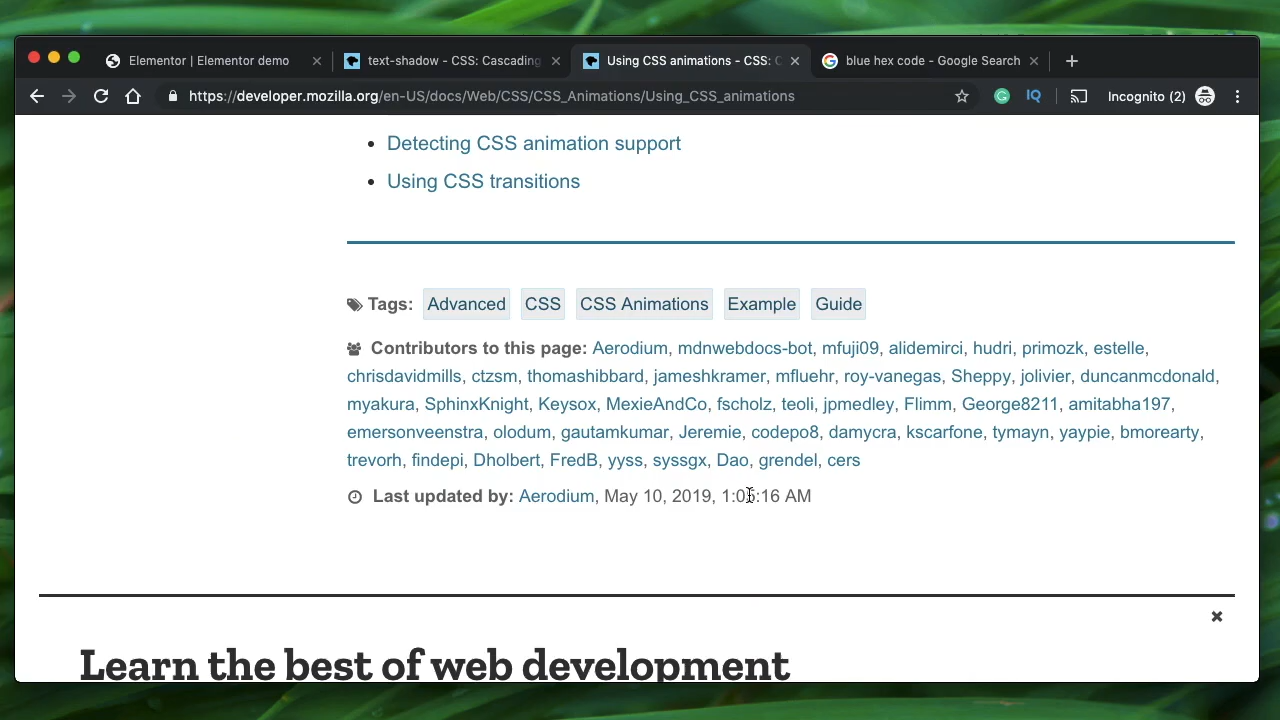 Elementor | Elementor demo
text-shadow - CSS: Cascading
Using CSS animations - CSS: C
blue hex code - Google Search
https://developer.mozilla.org/en-US/docs/Web/CSS/CSS_Animations/Using_CSS_animations
IQ
Incognito (2)
Detecting CSS animation support
Using CSS transitions
Tags: Advanced CSS CSS Animations Example Guide
Contributors to this page: Aerodium, mdnwebdocs-bot, mfuji09, alidemirci, hudri, primozk, estelle,
chrisdavidmills, ctzsm, thomashibbard, jameshkramer, mfluehr, roy-vanegas, Sheppy, jolivier, duncanmcdonald,
myakura, SphinxKnight, Keysox, MexieAndCo, fscholz, teoli, jpmedley, Flimm, George8211, amitabha197,
emersonveenstra, olodum, gautamkumar, Jeremie, codepo8, damycra, kscarfone, tymayn, yaypie, bmorearty,
trevorh, findepi, Dholbert, FredB, yyss, syssgx, Dao, grendel, cers
Last updated by: Aerodium, May 10, 2019, AM
Learn the best of web development